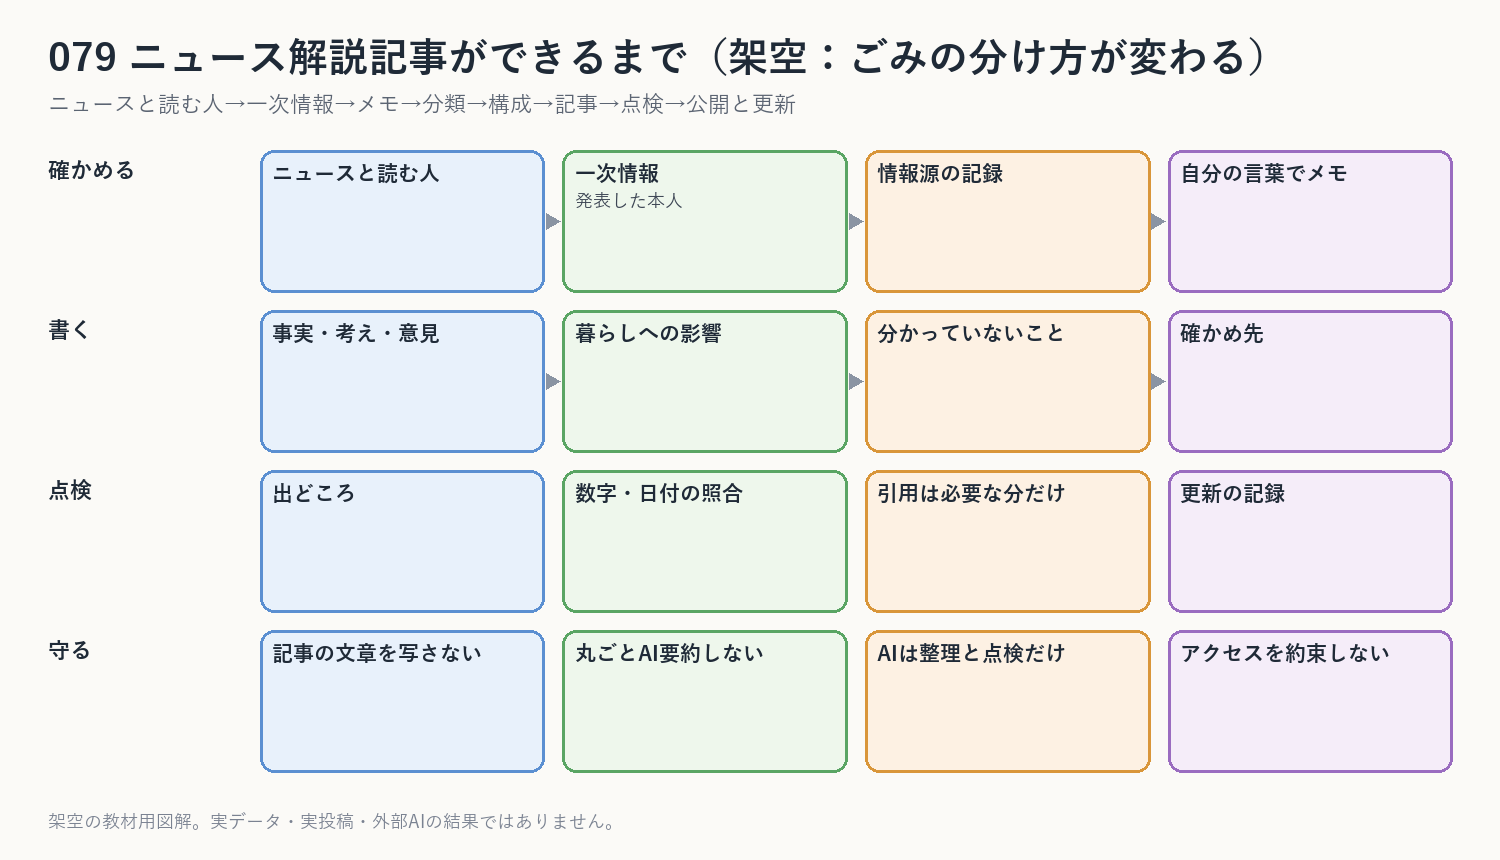 079 ニュース解説記事ができるまで（架空：ごみの分け方が変わる）
ニュースと読む人→一次情報→メモ→分類→構成→記事→点検→公開と更新
確かめる
ニュースと読む人
一次情報
発表した本人
情報源の記録
自分の言葉でメモ
書く
事実・考え・意見
暮らしへの影響
分かっていないこと
確かめ先
点検
出どころ
数字・日付の照合
引用は必要な分だけ
更新の記録
守る
記事の文章を写さない
丸ごとAI要約しない
AIは整理と点検だけ
アクセスを約束しない
架空の教材用図解。実データ・実投稿・外部AIの結果ではありません。